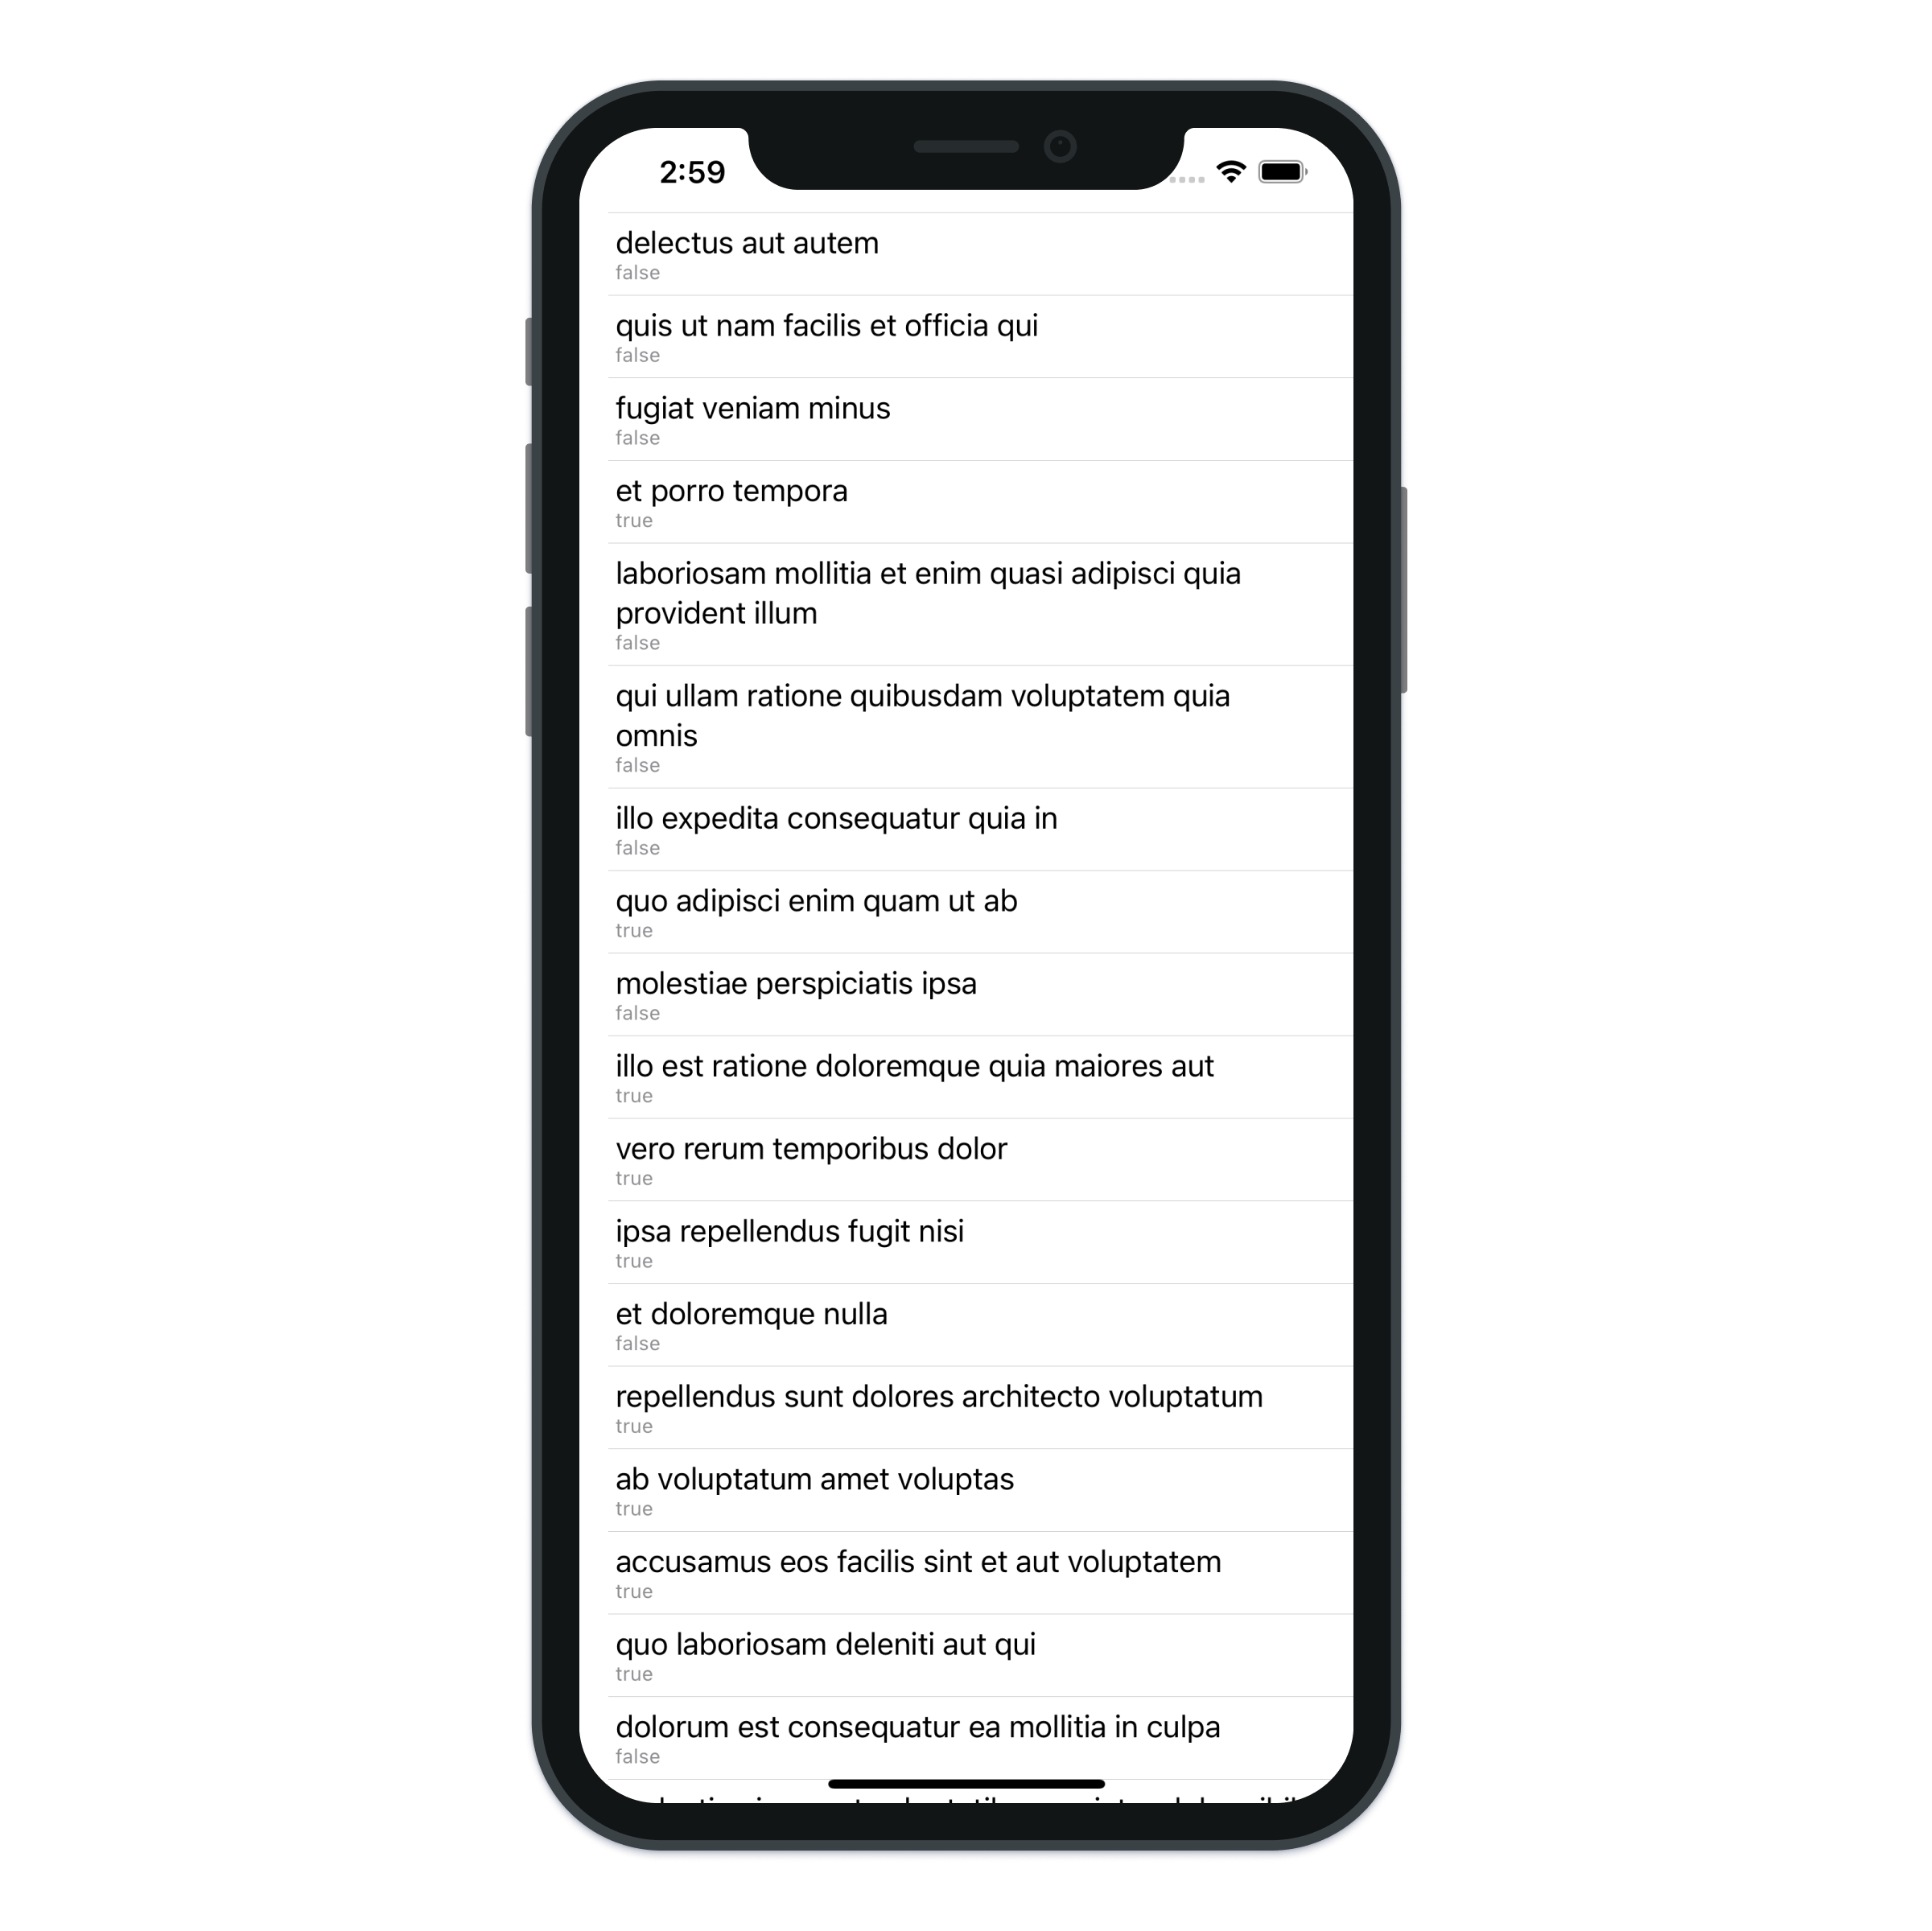 2:59
delectus aut autem
false
quis ut nam facilis et officia qui
false
fugiat veniam minus
false
et porro tempora
true
laboriosam mollitia et enim quasi adipisci quia
provident illum
false
qui ullam ratione quibusdam voluptatem quia
omnis
false
illo expedita consequatur quia in
false
quo adipisci enim quam ut ab
true
molestiae perspiciatis ipsa
false
illo est ratione doloremque quia maiores aut
true
vero rerum temporibus dolor
true
ipsa repellendus fugit nisi
true
et doloremque nulla
false
repellendus sunt dolores architecto voluptatum
true
ab voluptatum amet voluptas
true
accusamus eos facilis sint et aut voluptatem
true
quo laboriosam deleniti aut qui
true
dolorum est consequatur ea mollitia in culpa
false